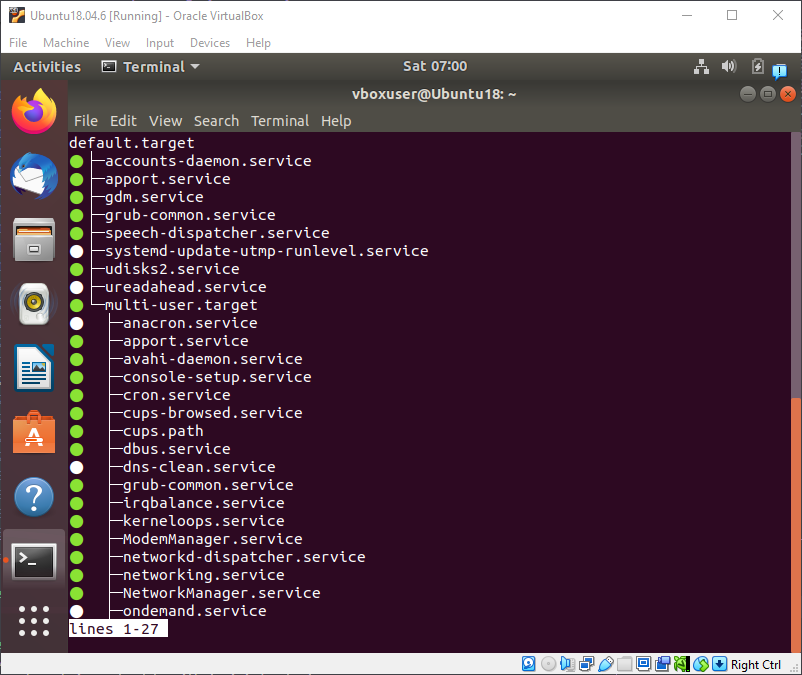 Ubuntu18.04.6 [Running] - Oracle VirtualBox
File Machine View Input Devices Help
Activities Terminal Sat 07:00
vboxuser@Ubuntu18: ~
File Edit View Search Terminal Help
default.target
● ├─accounts-daemon.service
● ├─apport.service
● ├─gdm.service
● ├─grub-common.service
● ├─speech-dispatcher.service
● ├─systemd-update-utmp-runlevel.service
● ├─udisks2.service
● ├─ureadahead.service
● └─multi-user.target
●   ├─anacron.service
●   ├─apport.service
●   ├─avahi-daemon.service
●   ├─console-setup.service
●   ├─cron.service
●   ├─cups-browsed.service
●   ├─cups.path
●   ├─dbus.service
●   ├─dns-clean.service
●   ├─grub-common.service
●   ├─irqbalance.service
●   ├─kerneloops.service
●   ├─ModemManager.service
●   ├─networkd-dispatcher.service
●   ├─networking.service
●   ├─NetworkManager.service
●   ├─ondemand.service
lines 1-27
Right Ctrl